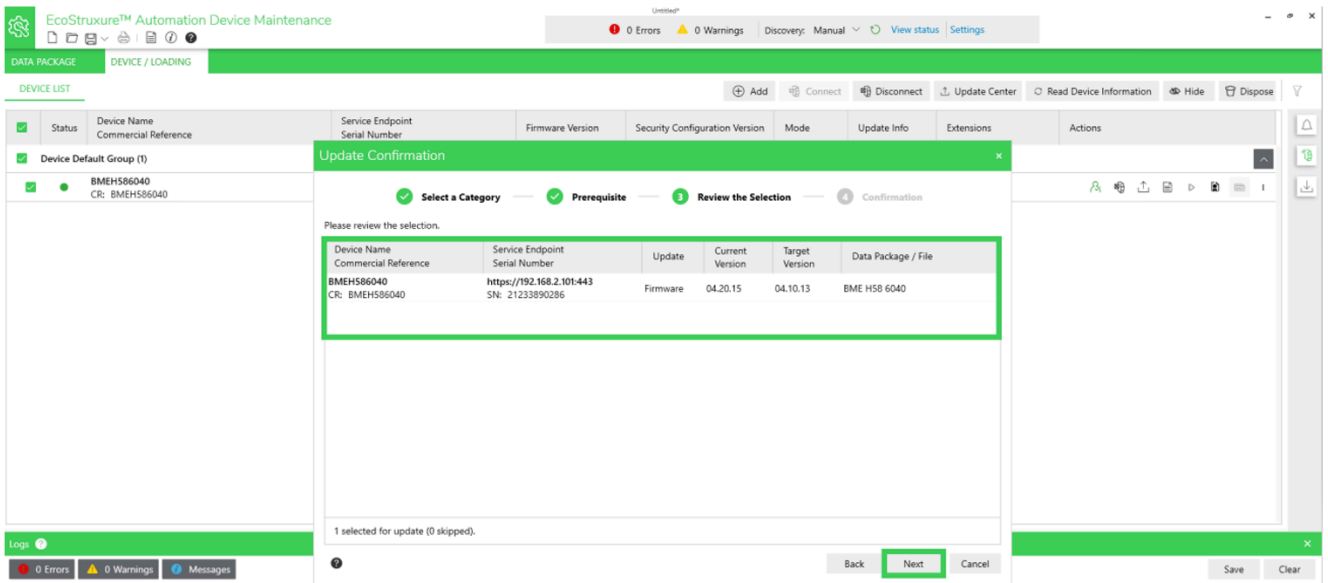 Untitled*
EcoStruxure™ Automation Device Maintenance
0 Errors 0 Warnings Discovery: Manual View status Settings
DATA PACKAGE DEVICE / LOADING
DEVICE LIST
Add Connect Disconnect Update Center Read Device Information Hide Dispose
Status Device Name Service Endpoint Firmware Version Security Configuration Version Mode Update Info Extensions Actions
Commercial Reference Serial Number
Update Confirmation
Device Default Group (1)
BMEH586040
CR: BMEH586040
Select a Category Prerequisite 3 Review the Selection 4 Confirmation
Please review the selection.
Device Name Service Endpoint Update Current Target Data Package / File
Commercial Reference Serial Number Version Version
BMEH586040 https://192.168.2.101:443 Firmware 04.20.15 04.10.13 BME H58 6040
CR: BMEH586040 SN: 21233890286
1 selected for update (0 skipped).
Logs
Back Next Cancel
0 Errors 0 Warnings Messages Save Clear